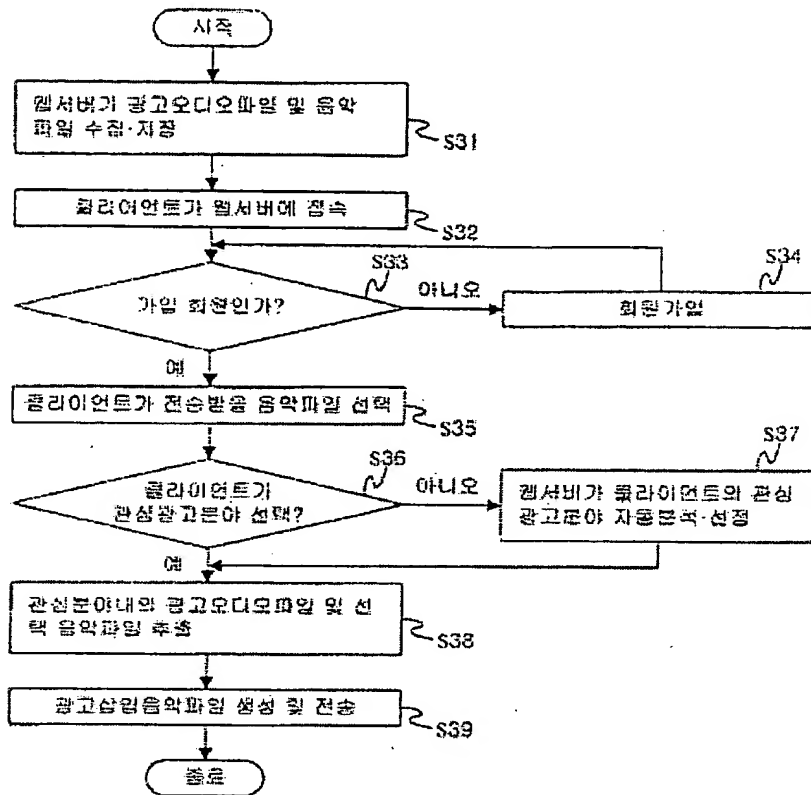 시작
웹서버가 광고오디오파일 및 음악
파일 수집·저장
S31
클라이언트가 웹서버에 접속
S32
S33
가입 회원인가?
아니오
S34
회원가입
예
클라이언트가 전송받을 음악파일 선택
S35
S36
클라이언트가
관심광고분야 선택?
아니오
S37
웹서버가 클라이언트의 관심
광고분야 자동분석·선정
예
관심분야내의 광고오디오파일 및 선
택 음악파일 추출
S38
광고삽입음악파일 생성 및 전송
S39
종료